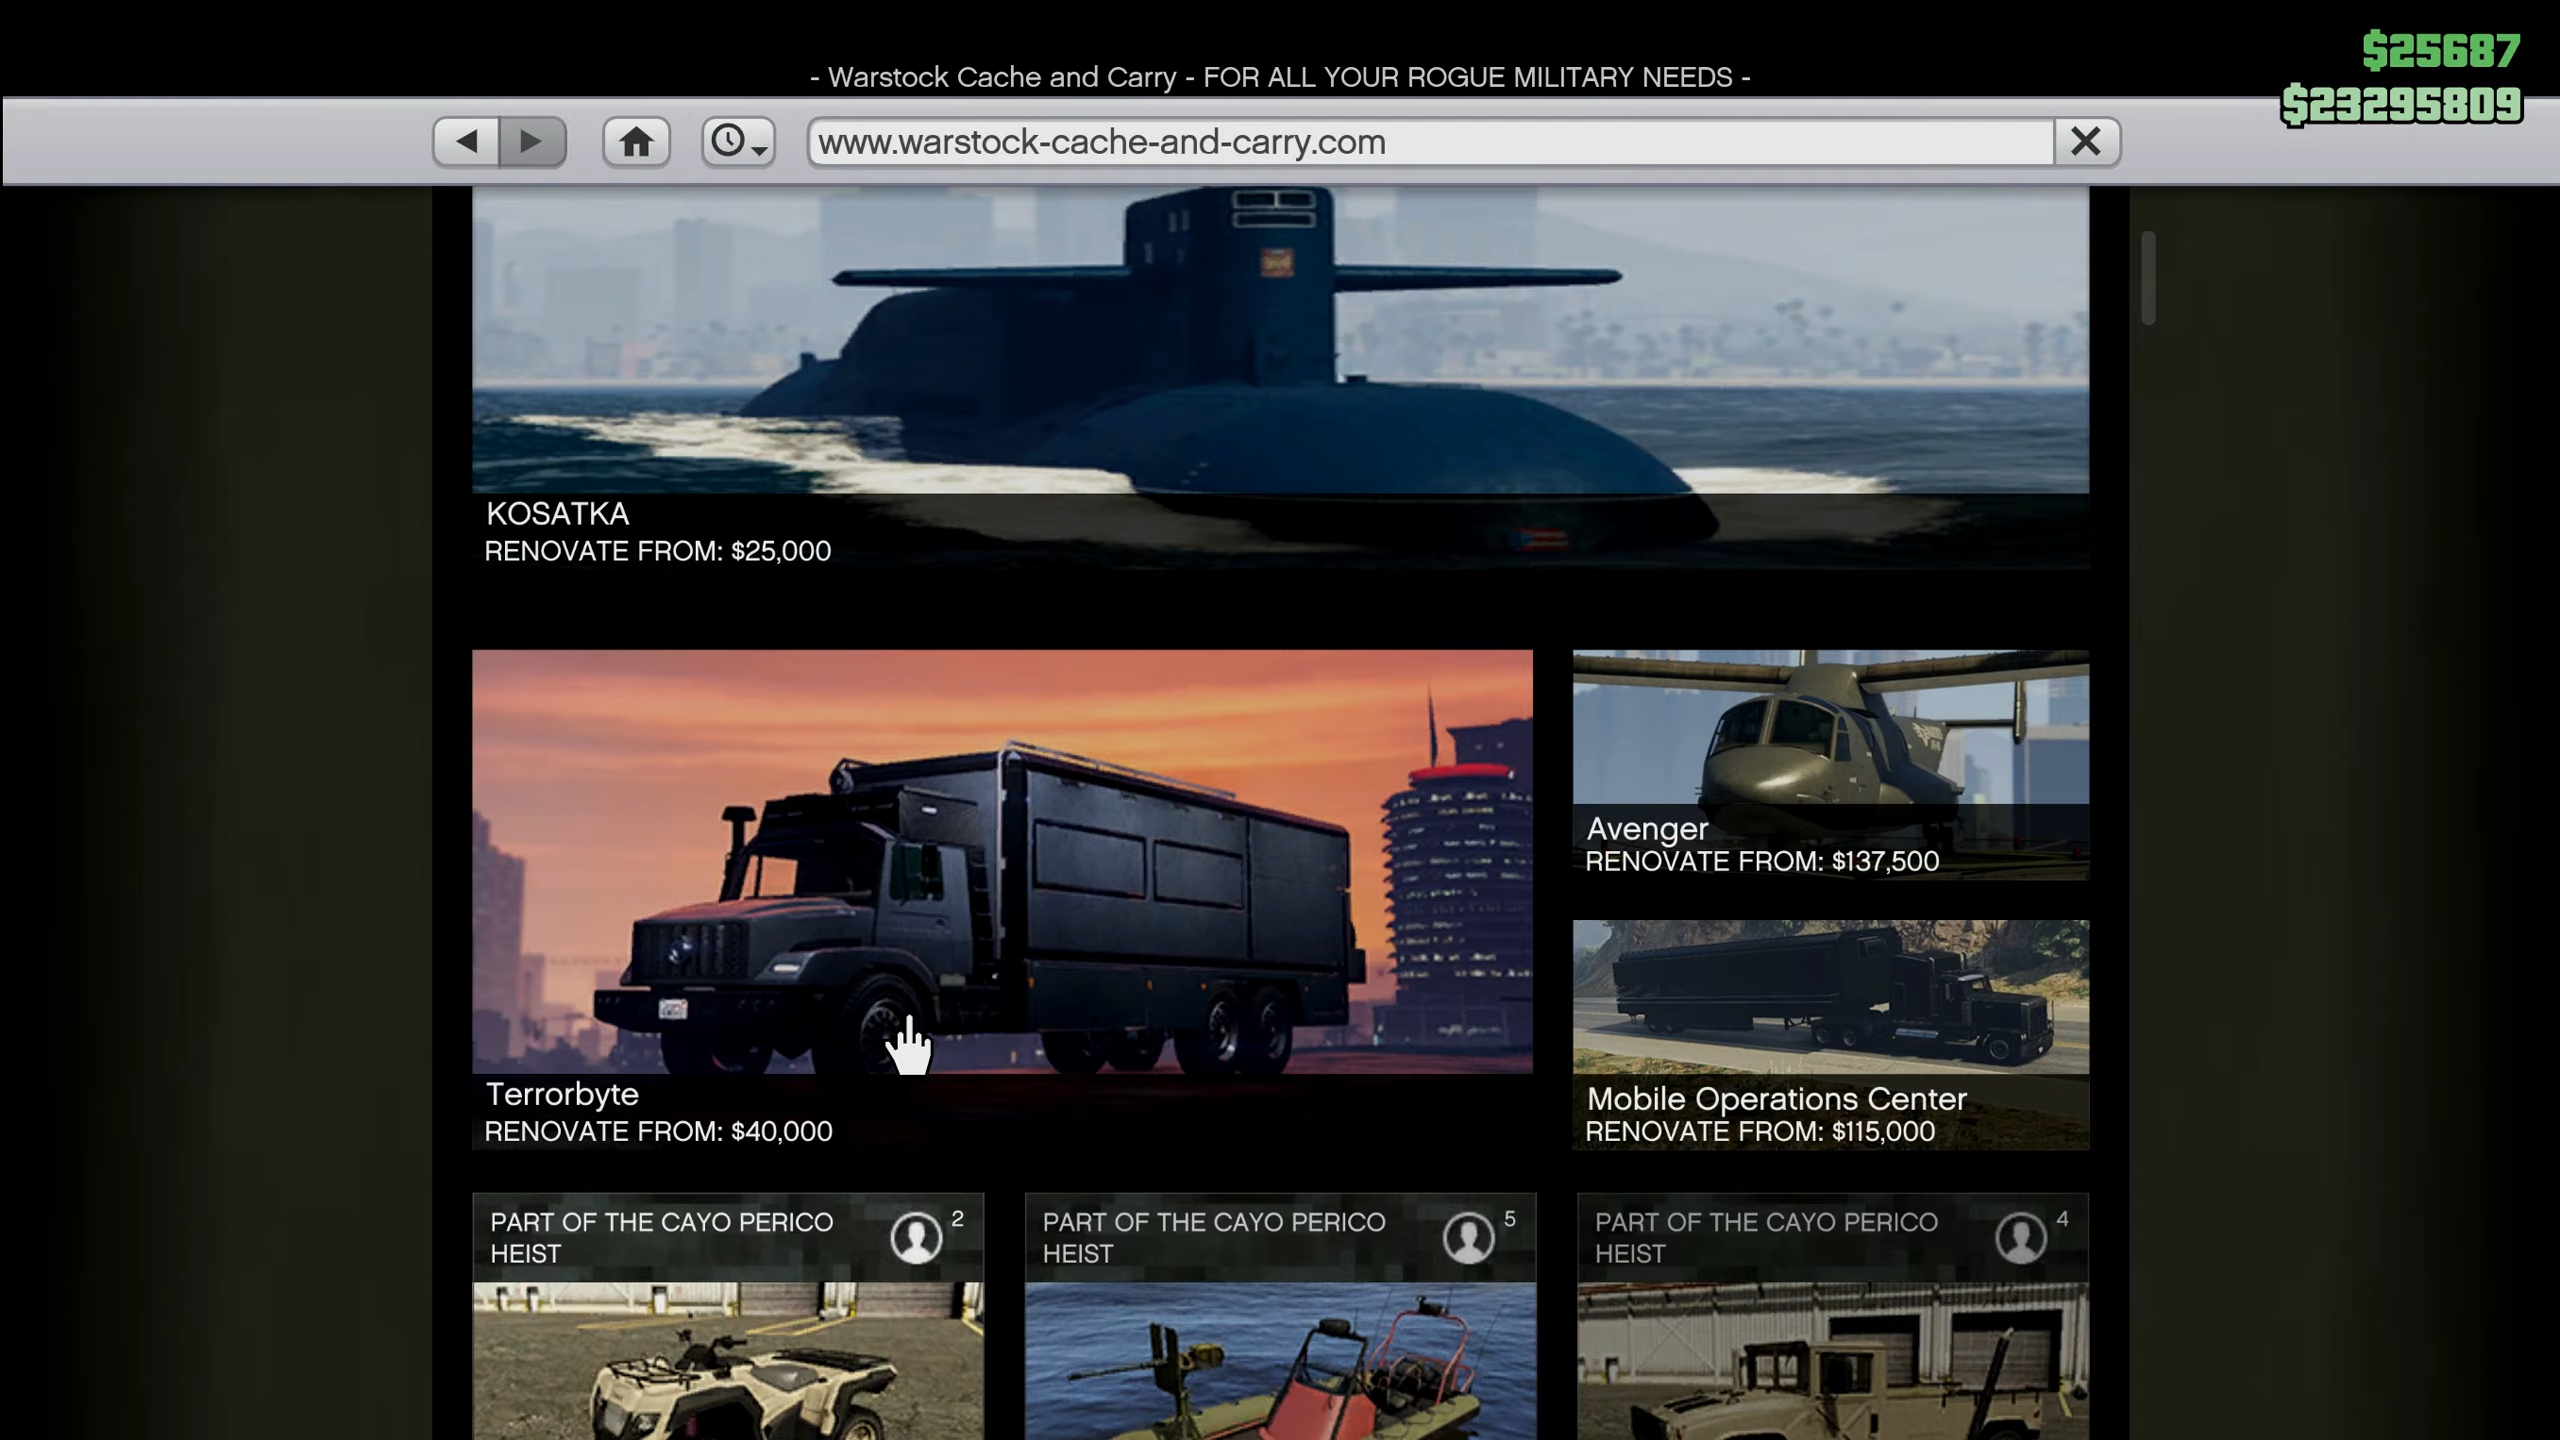 - Warstock Cache and Carry - FOR ALL YOUR ROGUE MILITARY NEEDS -
$25687
$23295809
www.warstock-cache-and-carry.com
KOSATKA
RENOVATE FROM: $25,000
Terrorbyte
RENOVATE FROM: $40,000
Avenger
RENOVATE FROM: $137,500
Mobile Operations Center
RENOVATE FROM: $115,000
PART OF THE CAYO PERICO
HEIST
2
PART OF THE CAYO PERICO
HEIST
5
PART OF THE CAYO PERICO
HEIST
4